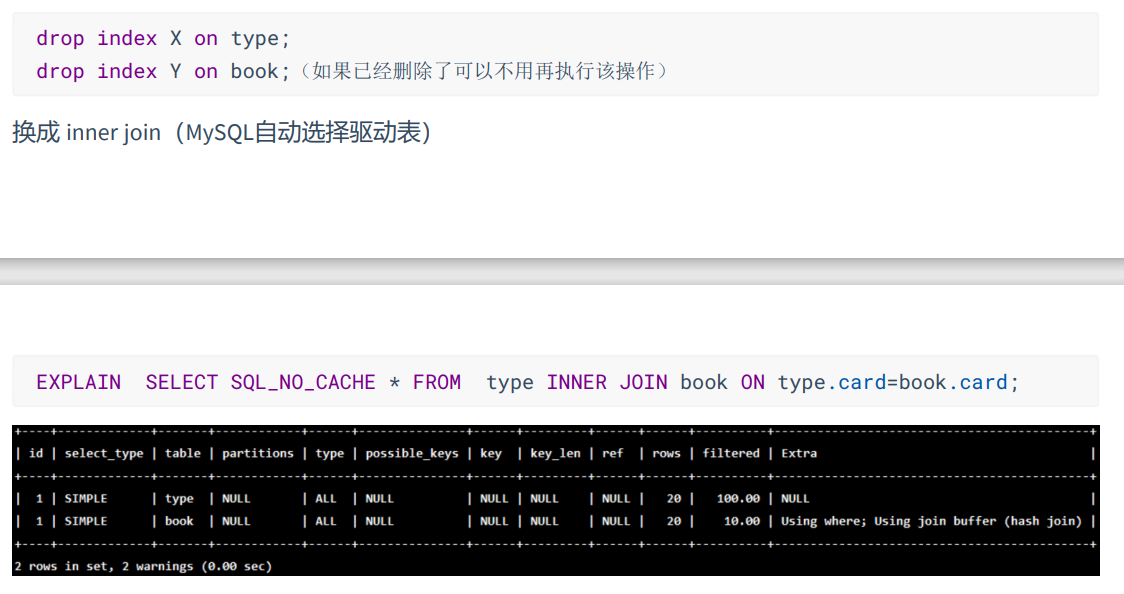 drop index X on type;
drop index Y on book;（如果已经删除了可以不用再执行该操作）
换成 inner join（MySQL自动选择驱动表）
EXPLAIN  SELECT SQL_NO_CACHE * FROM  type INNER JOIN book ON type.card=book.card;
+----+-------------+-------+------------+------+---------------+------+---------+------+------+----------+--------------------------------------------+
| id | select_type | table | partitions | type | possible_keys | key  | key_len | ref  | rows | filtered | Extra                                      |
+----+-------------+-------+------------+------+---------------+------+---------+------+------+----------+--------------------------------------------+
|  1 | SIMPLE      | type  | NULL       | ALL  | NULL          | NULL | NULL    | NULL |   20 |   100.00 | NULL                                       |
|  1 | SIMPLE      | book  | NULL       | ALL  | NULL          | NULL | NULL    | NULL |   20 |    10.00 | Using where; Using join buffer (hash join) |
+----+-------------+-------+------------+------+---------------+------+---------+------+------+----------+--------------------------------------------+
2 rows in set, 2 warnings (0.00 sec)